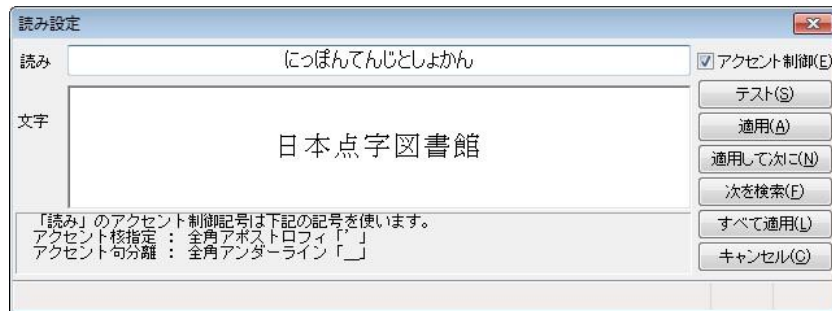 読み設定
読み
にっぽんてんじとしょかん
アクセント制御(E)
文字
日本点字図書館
テスト(S)
適用(A)
適用して次に(N)
次を検索(F)
すべて適用(L)
キャンセル(C)
「読み」のアクセント制御記号は下記の記号を使います。
アクセント核指定 : 全角アポストロフィ「’」
アクセント句分離 : 全角アンダーライン「＿」